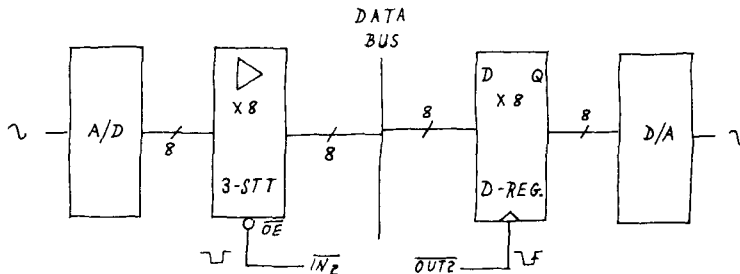 DATA
BUS
A/D
8
X 8
3-STT
OE
IN2
8
8
D Q
X 8
D-REG.
OUT2
8
D/A